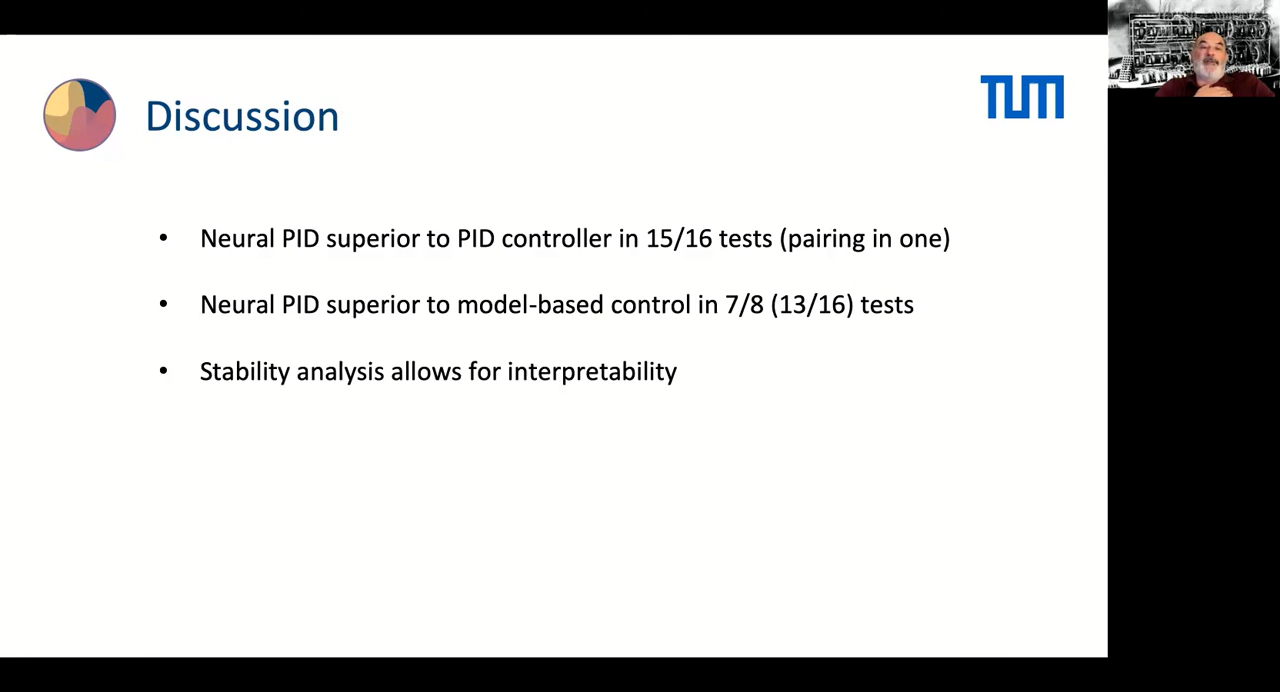 Discussion
TUM
• Neural PID superior to PID controller in 15/16 tests (pairing in one)
• Neural PID superior to model-based control in 7/8 (13/16) tests
• Stability analysis allows for interpretability